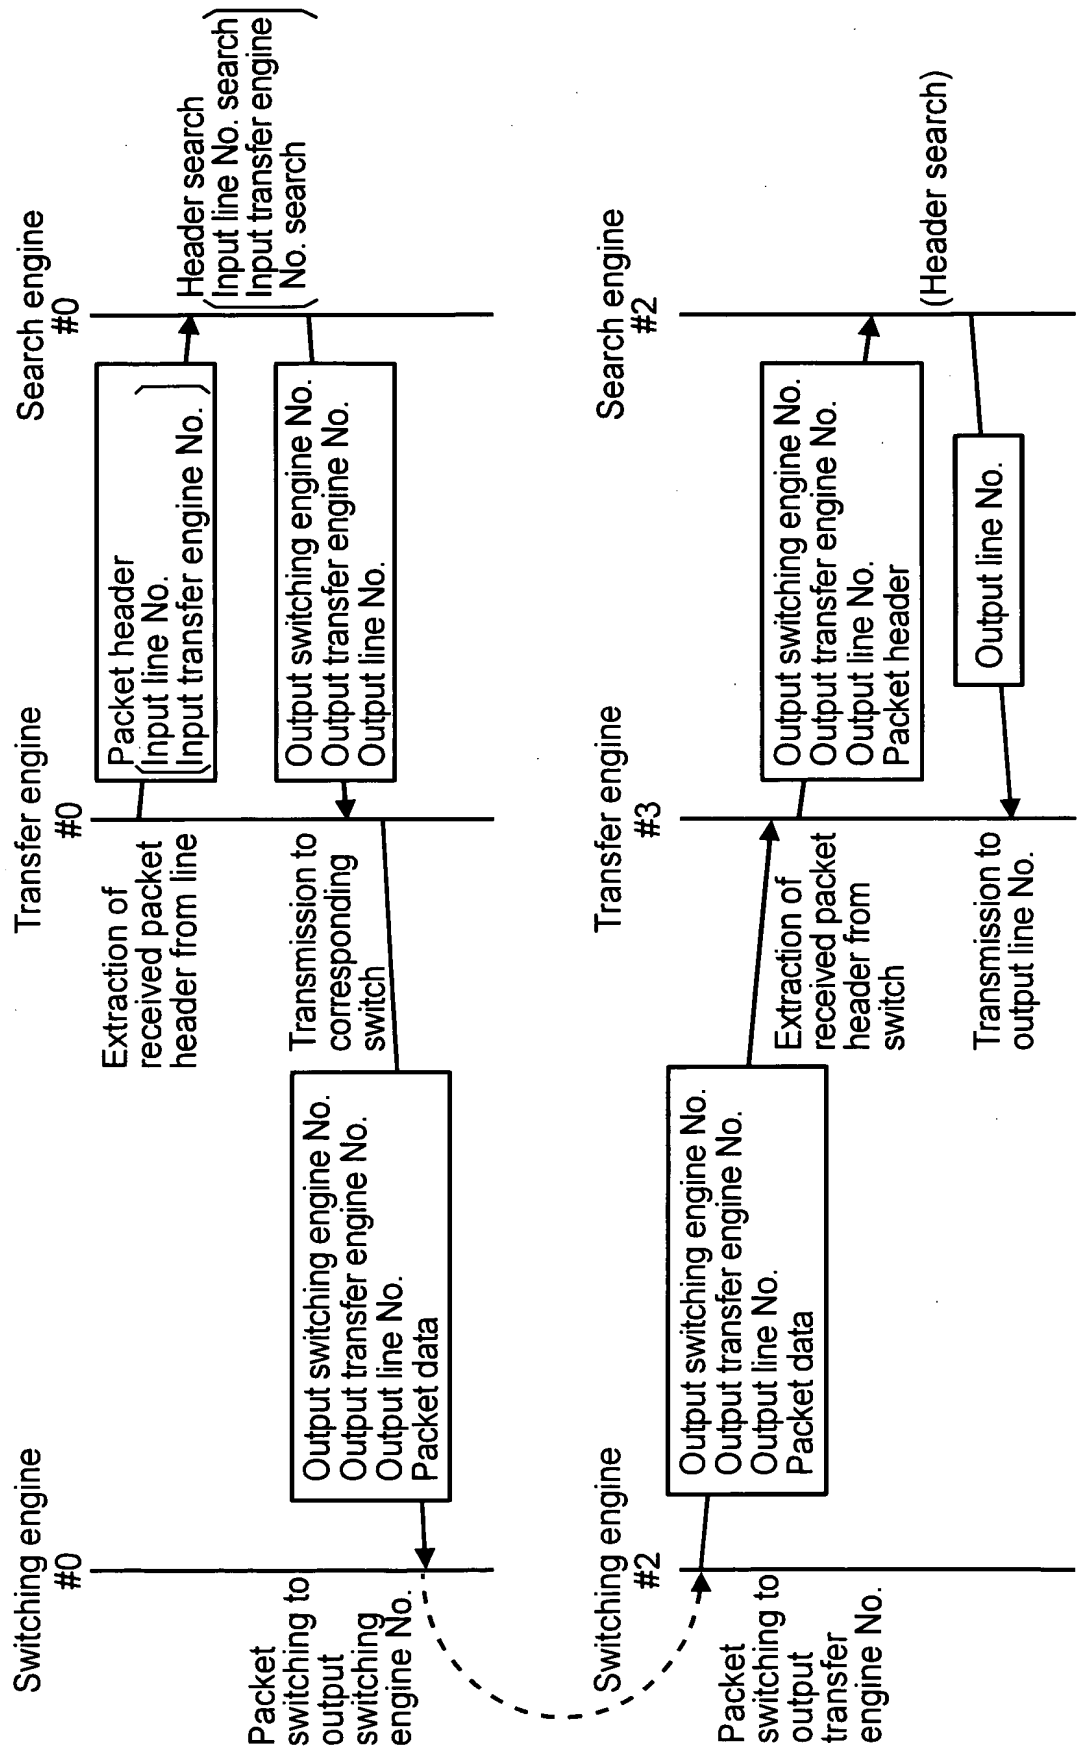 Switching engine
#0
Transfer engine
#0
Search engine
#0
Extraction of
received packet
header from line
Packet header
(Input line No.
Input transfer engine No.)
Header search
(Input line No. search
Input transfer engine
No. search)
Output switching engine No.
Output transfer engine No.
Output line No.
Transmission to
corresponding
switch
Output switching engine No.
Output transfer engine No.
Output line No.
Packet data
Packet
switching to
output
switching
engine No.
Switching engine
#2
Transfer engine
#3
Search engine
#2
Packet
switching to
output
transfer
engine No.
Output switching engine No.
Output transfer engine No.
Output line No.
Packet data
Extraction of
received packet
header from
switch
Output switching engine No.
Output transfer engine No.
Output line No.
Packet header
(Header search)
Output line No.
Transmission to
output line No.